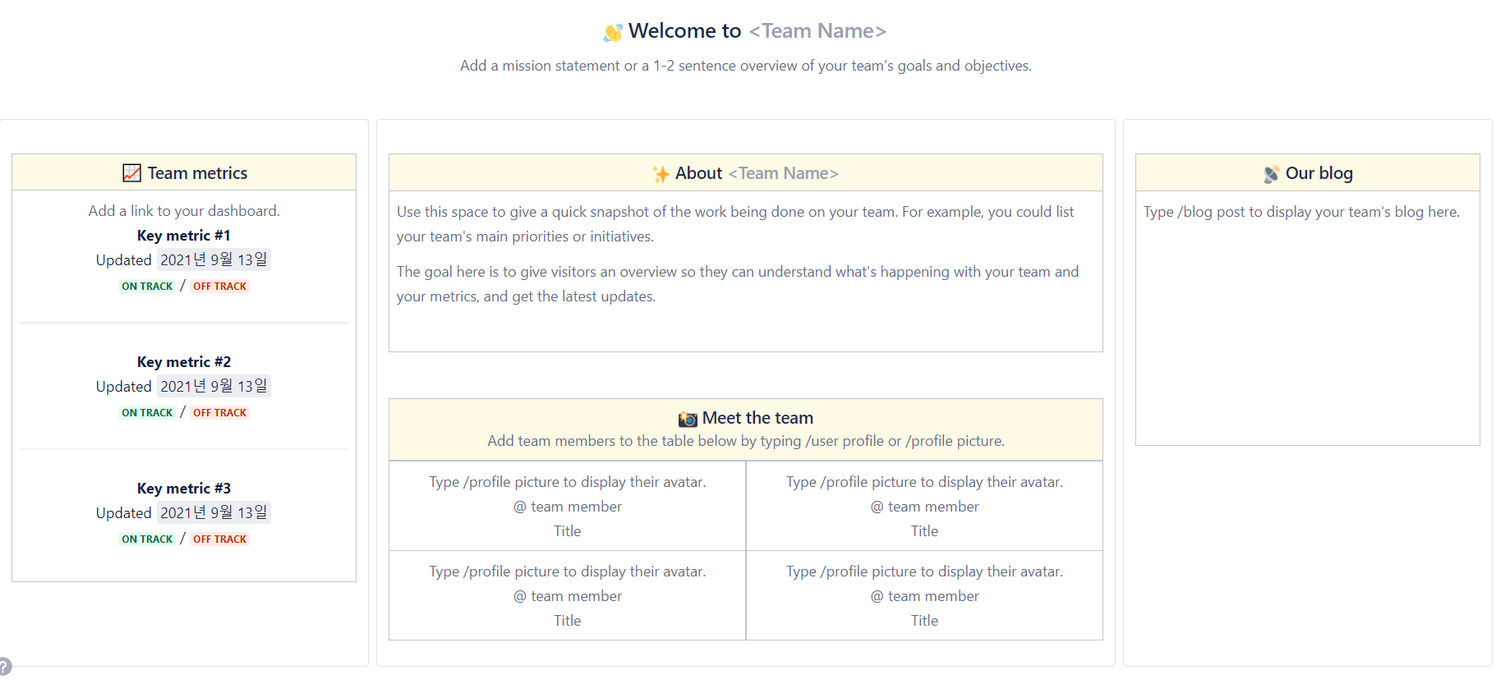 👋 Welcome to <Team Name>
Add a mission statement or a 1-2 sentence overview of your team's goals and objectives.
📈 Team metrics
Add a link to your dashboard.
Key metric #1
Updated 2021년 9월 13일
ON TRACK / OFF TRACK
Key metric #2
Updated 2021년 9월 13일
ON TRACK / OFF TRACK
Key metric #3
Updated 2021년 9월 13일
ON TRACK / OFF TRACK
✨ About <Team Name>
Use this space to give a quick snapshot of the work being done on your team. For example, you could list
your team's main priorities or initiatives.
The goal here is to give visitors an overview so they can understand what's happening with your team and
your metrics, and get the latest updates.
📸 Meet the team
Add team members to the table below by typing /user profile or /profile picture.
Type /profile picture to display their avatar.
@ team member
Title
Type /profile picture to display their avatar.
@ team member
Title
Type /profile picture to display their avatar.
@ team member
Title
Type /profile picture to display their avatar.
@ team member
Title
📡 Our blog
Type /blog post to display your team's blog here.
?